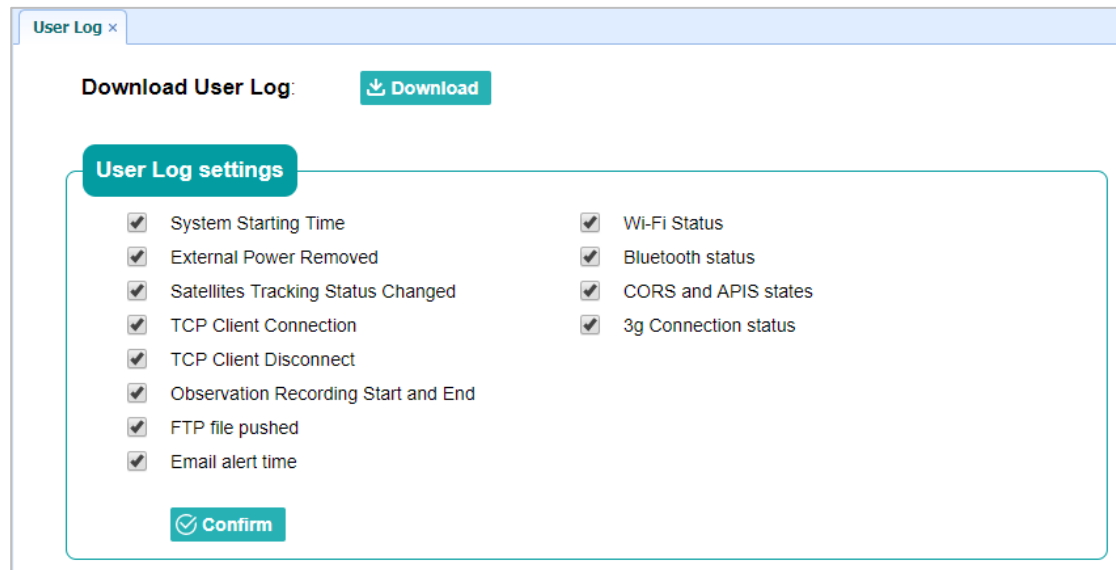 User Log ×
Download User Log:
Download
User Log settings
System Starting Time
Wi-Fi Status
External Power Removed
Bluetooth status
Satellites Tracking Status Changed
CORS and APIS states
TCP Client Connection
3g Connection status
TCP Client Disconnect
Observation Recording Start and End
FTP file pushed
Email alert time
Confirm